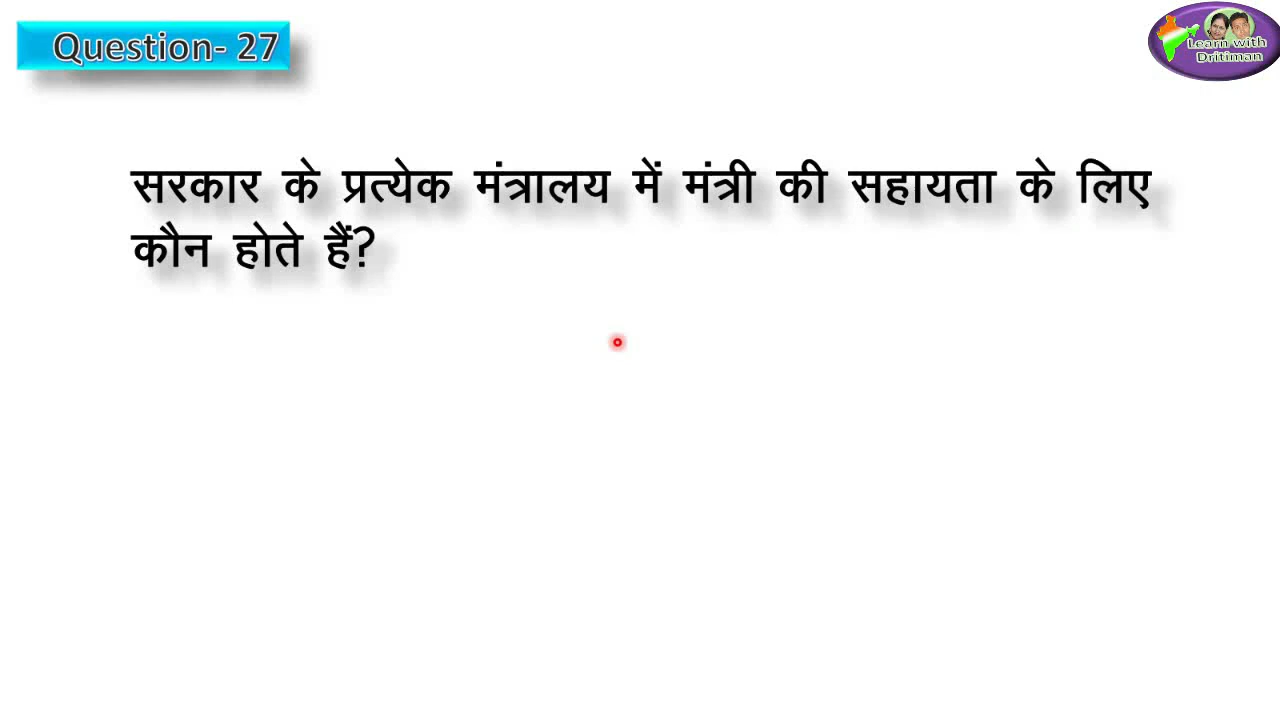 Question- 27
Learn with
Dritiman
सरकार के प्रत्येक मंत्रालय में मंत्री की सहायता के लिए
कौन होते हैं?